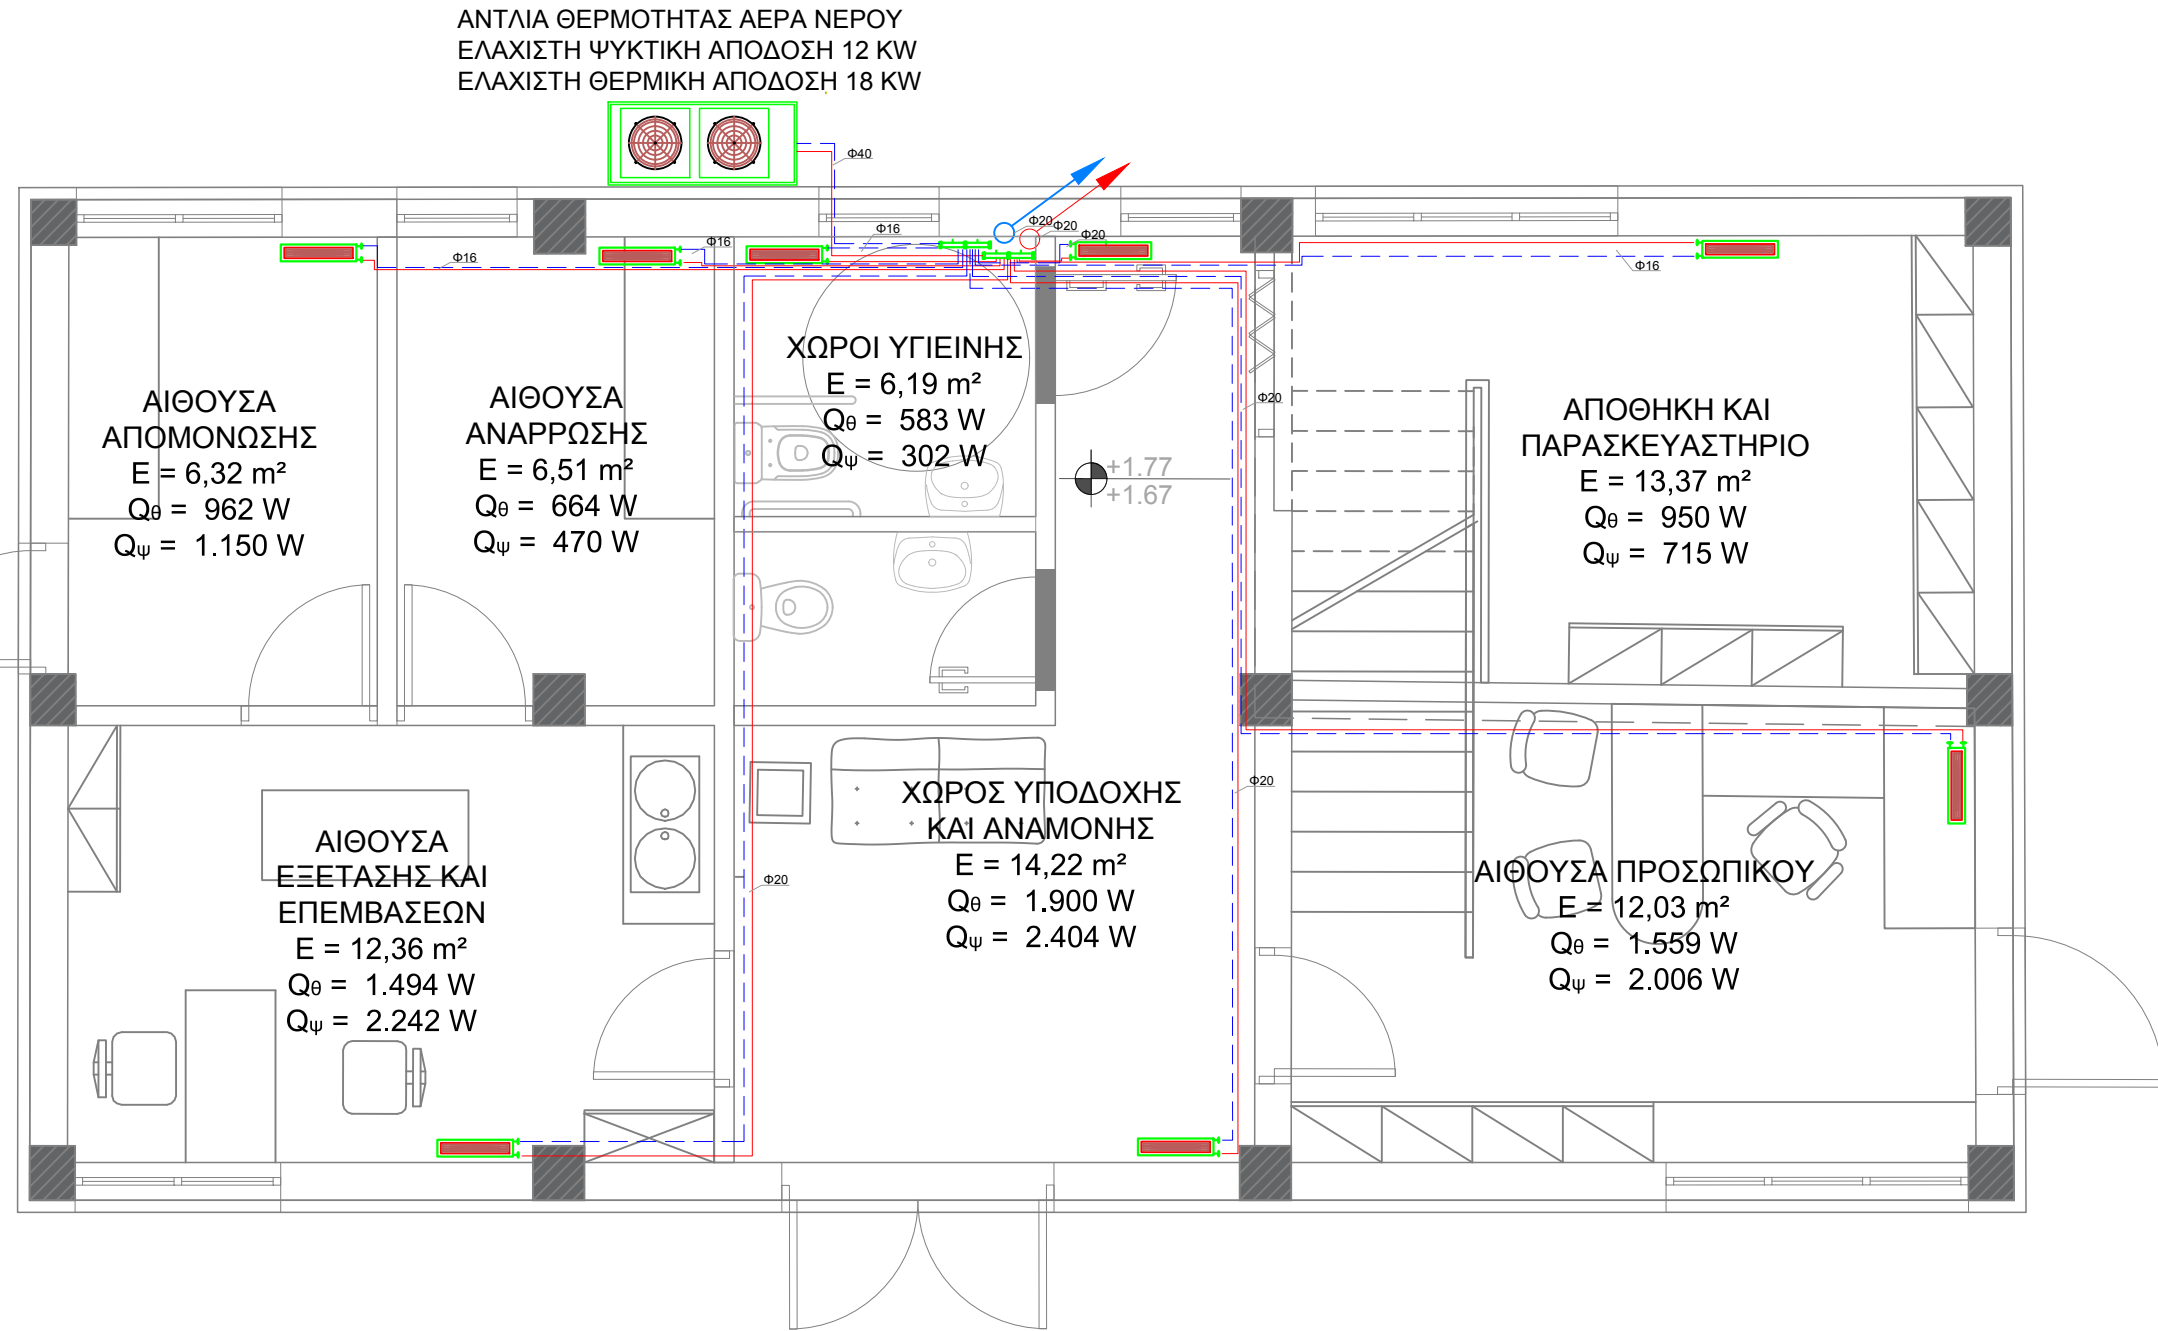 ΑΝΤΛΙΑ ΘΕΡΜΟΤΗΤΑΣ ΑΕΡΑ ΝΕΡΟΥ
ΕΛΑΧΙΣΤΗ ΨΥΚΤΙΚΗ ΑΠΟΔΟΣΗ 12 KW
ΕΛΑΧΙΣΤΗ ΘΕΡΜΙΚΗ ΑΠΟΔΟΣΗ 18 KW
Φ40
Φ16
Φ20
Φ20
Φ20
Φ16
Φ16
Φ16
ΧΩΡΟΙ ΥΓΙΕΙΝΗΣ
E = 6,19 m²
Qθ = 583 W
Qψ = 302 W
ΑΙΘΟΥΣΑ
ΑΠΟΜΟΝΩΣΗΣ
E = 6,32 m²
Qθ = 962 W
Qψ = 1.150 W
ΑΙΘΟΥΣΑ
ΑΝΑΡΡΩΣΗΣ
E = 6,51 m²
Qθ = 664 W
Qψ = 470 W
+1.77
+1.67
Φ20
ΑΠΟΘΗΚΗ ΚΑΙ
ΠΑΡΑΣΚΕΥΑΣΤΗΡΙΟ
E = 13,37 m²
Qθ = 950 W
Qψ = 715 W
ΑΙΘΟΥΣΑ
ΕΞΕΤΑΣΗΣ ΚΑΙ
ΕΠΕΜΒΑΣΕΩΝ
E = 12,36 m²
Qθ = 1.494 W
Qψ = 2.242 W
Φ20
ΧΩΡΟΣ ΥΠΟΔΟΧΗΣ
ΚΑΙ ΑΝΑΜΟΝΗΣ
E = 14,22 m²
Qθ = 1.900 W
Qψ = 2.404 W
Φ20
ΑΙΘΟΥΣΑ ΠΡΟΣΩΠΙΚΟΥ
E = 12,03 m²
Qθ = 1.559 W
Qψ = 2.006 W